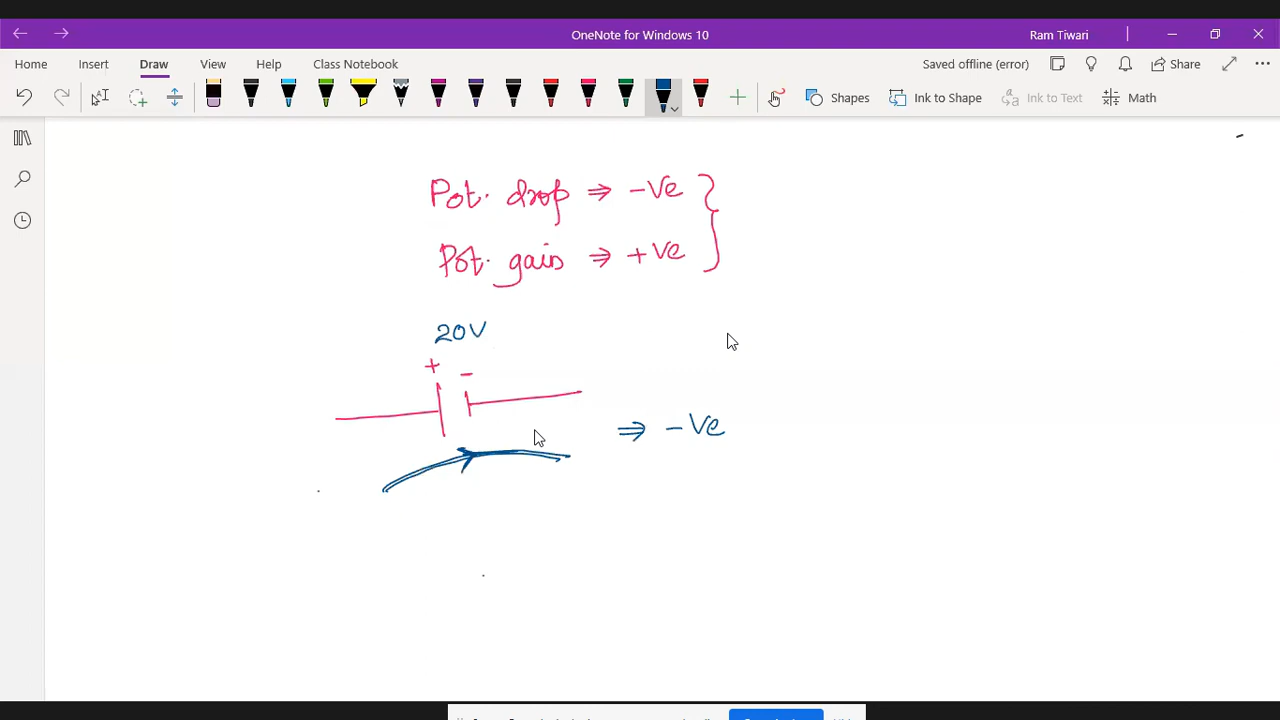 OneNote for Windows 10
Ram Tiwari
Home Insert Draw View Help Class Notebook
Saved offline (error)
Share
Shapes
Ink to Shape
Ink to Text
Math
Pot. drop ⇒ -ve
Pot. gain ⇒ +ve
20V
+ -
⇒ -ve